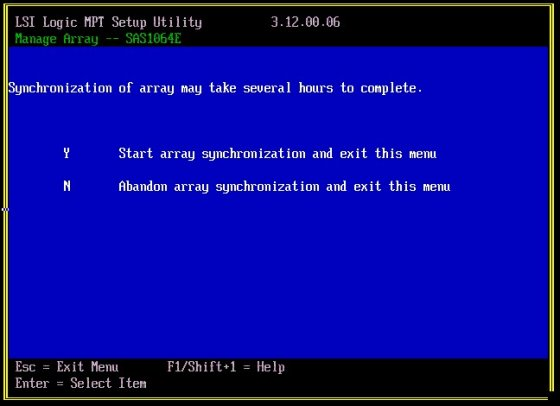 LSI Logic MPT Setup Utility 3.12.00.06
Manage Array -- SAS1064E
Synchronization of array may take several hours to complete.
Y Start array synchronization and exit this menu
N Abandon array synchronization and exit this menu
Esc = Exit Menu F1/Shift+1 = Help
Enter = Select Item